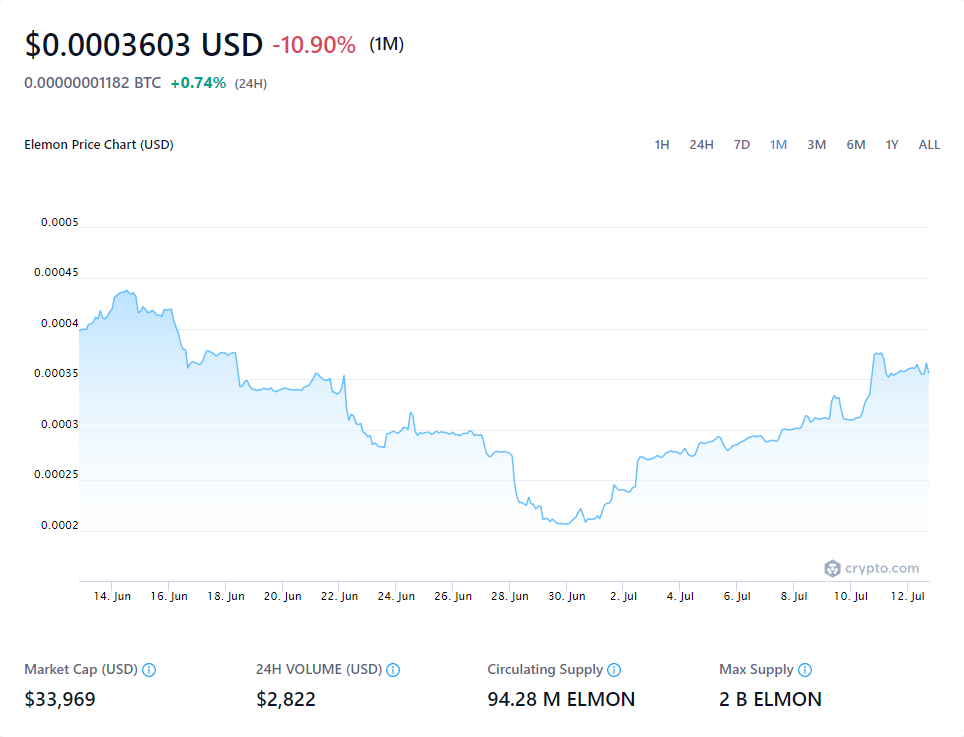 $0.0003603 USD -10.90% (1M)
0.00000001182 BTC +0.74% (24H)
Elemon Price Chart (USD) 1H 24H 7D 1M 3M 6M 1Y ALL
0.0005
0.00045
0.0004
0.00035
0.0003
0.00025
0.0002
crypto.com
14. Jun 16. Jun 18. Jun 20. Jun 22. Jun 24. Jun 26. Jun 28. Jun 30. Jun 2. Jul 4. Jul 6. Jul 8. Jul 10. Jul 12. Jul
Market Cap (USD) 24H VOLUME (USD) Circulating Supply Max Supply
$33,969 $2,822 94.28 M ELMON 2 B ELMON